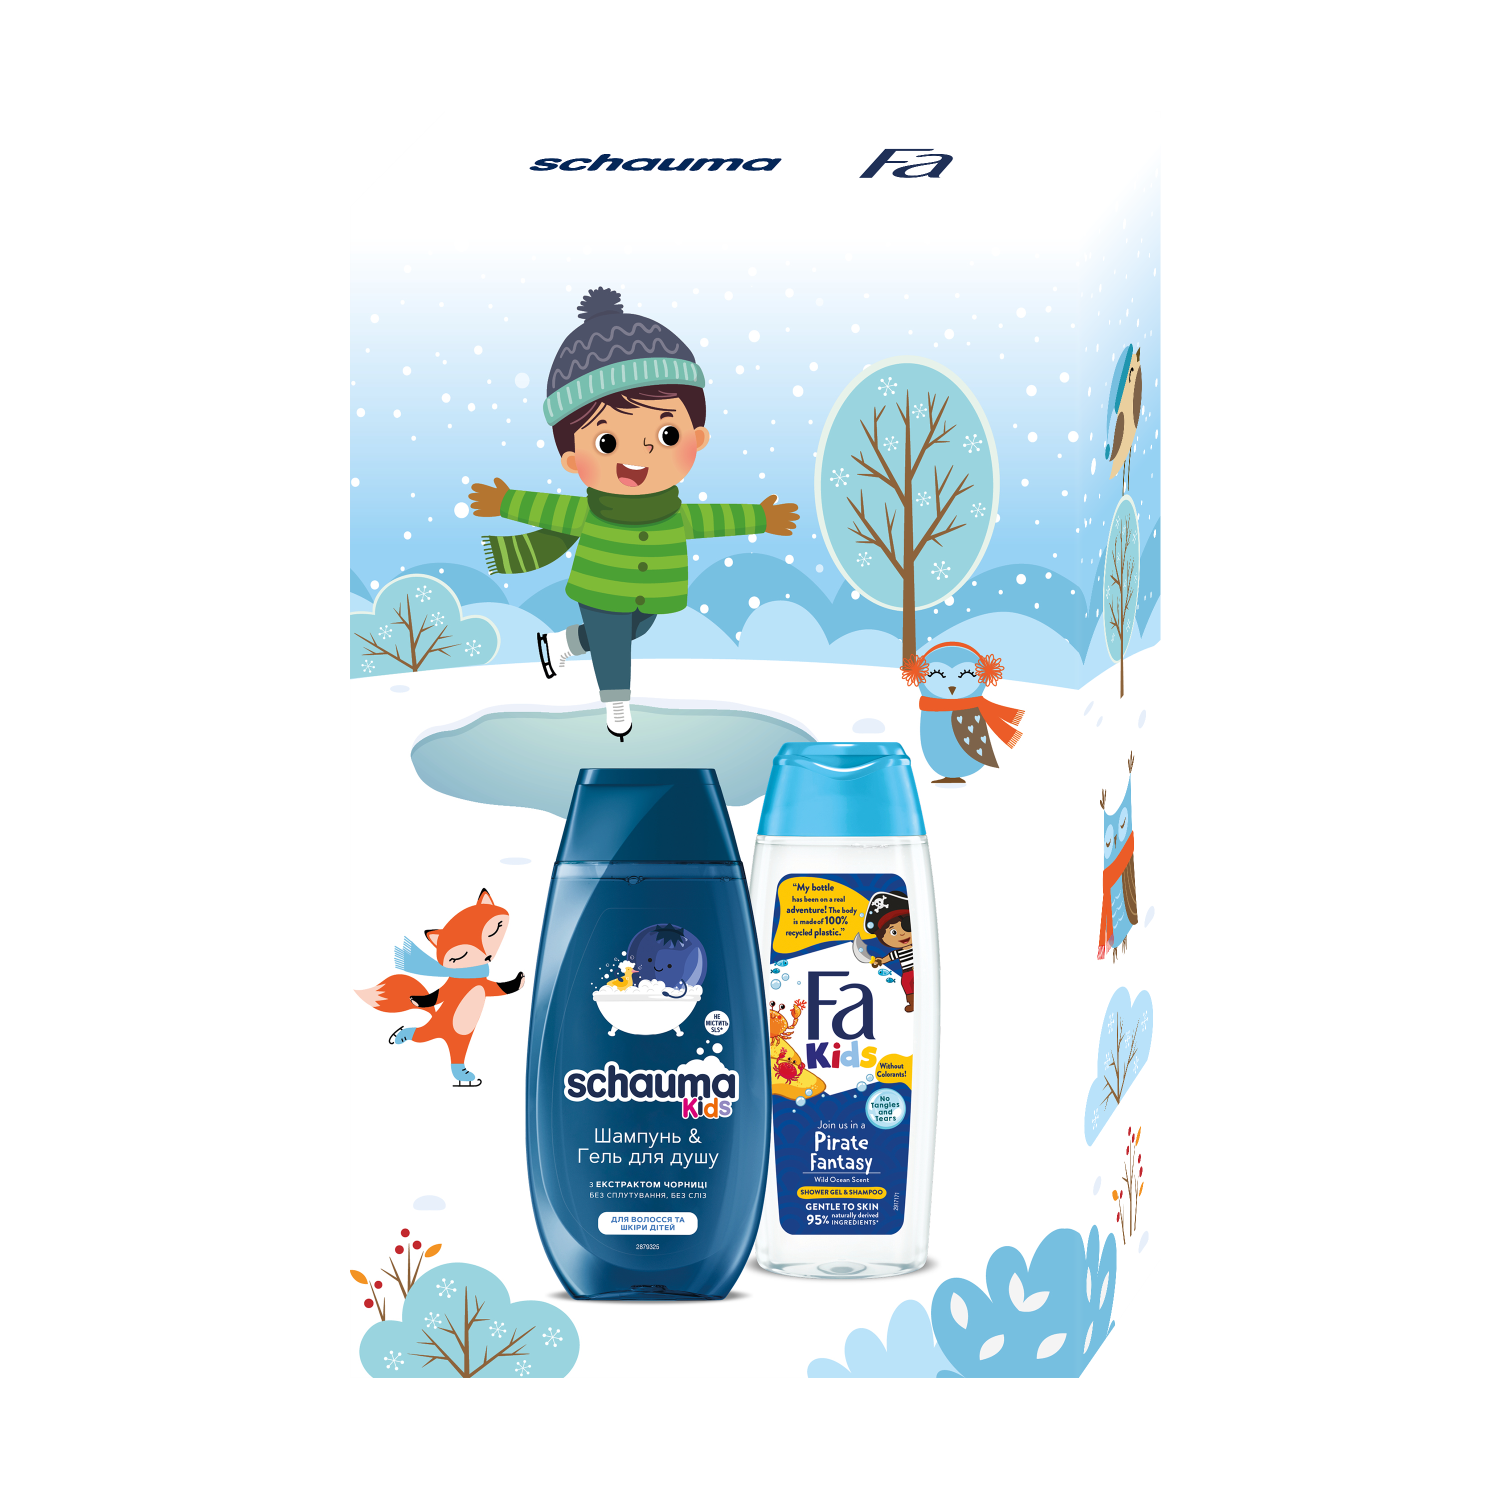 schauma Fa
"My bottle
has been on a real
adventure! The body
is made of 100%
recycled plastic."
Fa
Kids
Without
Colorants!
No
Tangles
and
Tears
Join us in a
Pirate
Fantasy
Wild Ocean Scent
SHOWER GEL & SHAMPOO
GENTLE TO SKIN
95% naturally derived
INGREDIENTS*
НЕ
МІСТИТЬ
SLS*
schauma
Kids
Шампунь &
Гель для душу
З ЕКСТРАКТОМ ЧОРНИЦІ
БЕЗ СПЛУТУВАННЯ, БЕЗ СЛІЗ
ДЛЯ ВОЛОССЯ ТА
ШКІРИ ДІТЕЙ
2879325